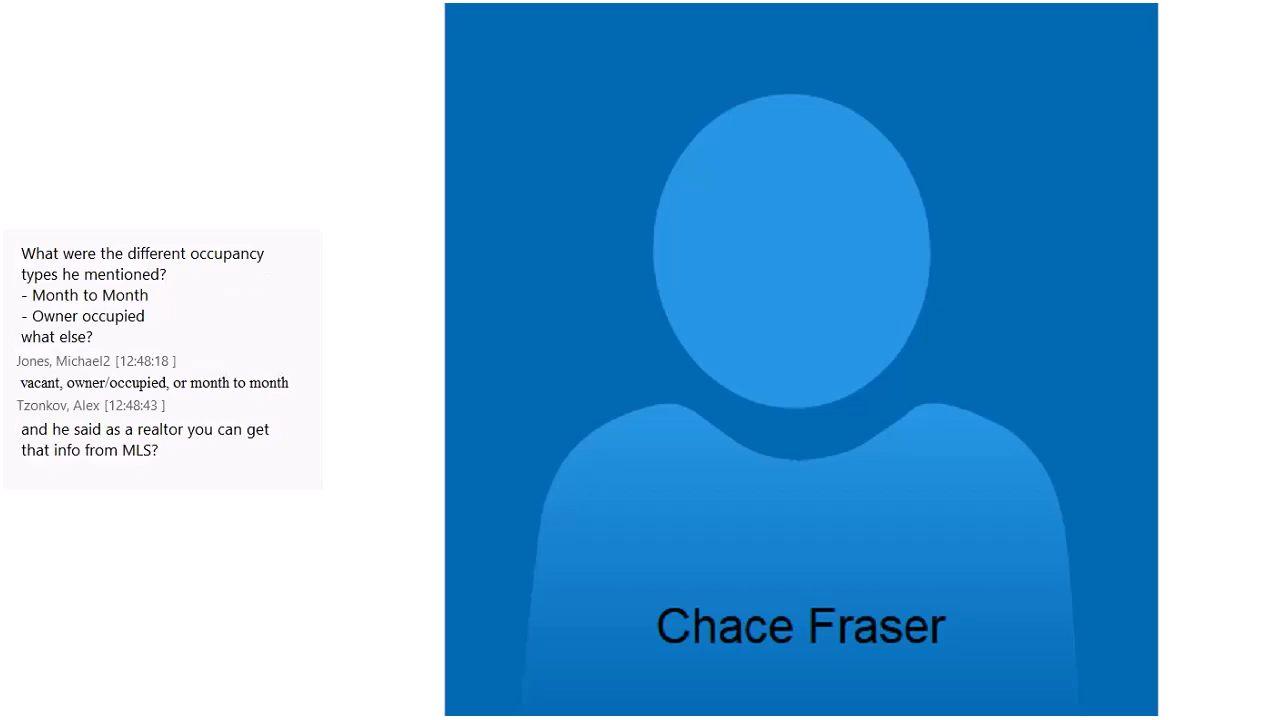 What were the different occupancy
types he mentioned?
- Month to Month
- Owner occupied
what else?
Jones, Michael2 [12:48:18 ]
vacant, owner/occupied, or month to month
Tzonkov, Alex [12:48:43 ]
and he said as a realtor you can get
that info from MLS?
Chace Fraser